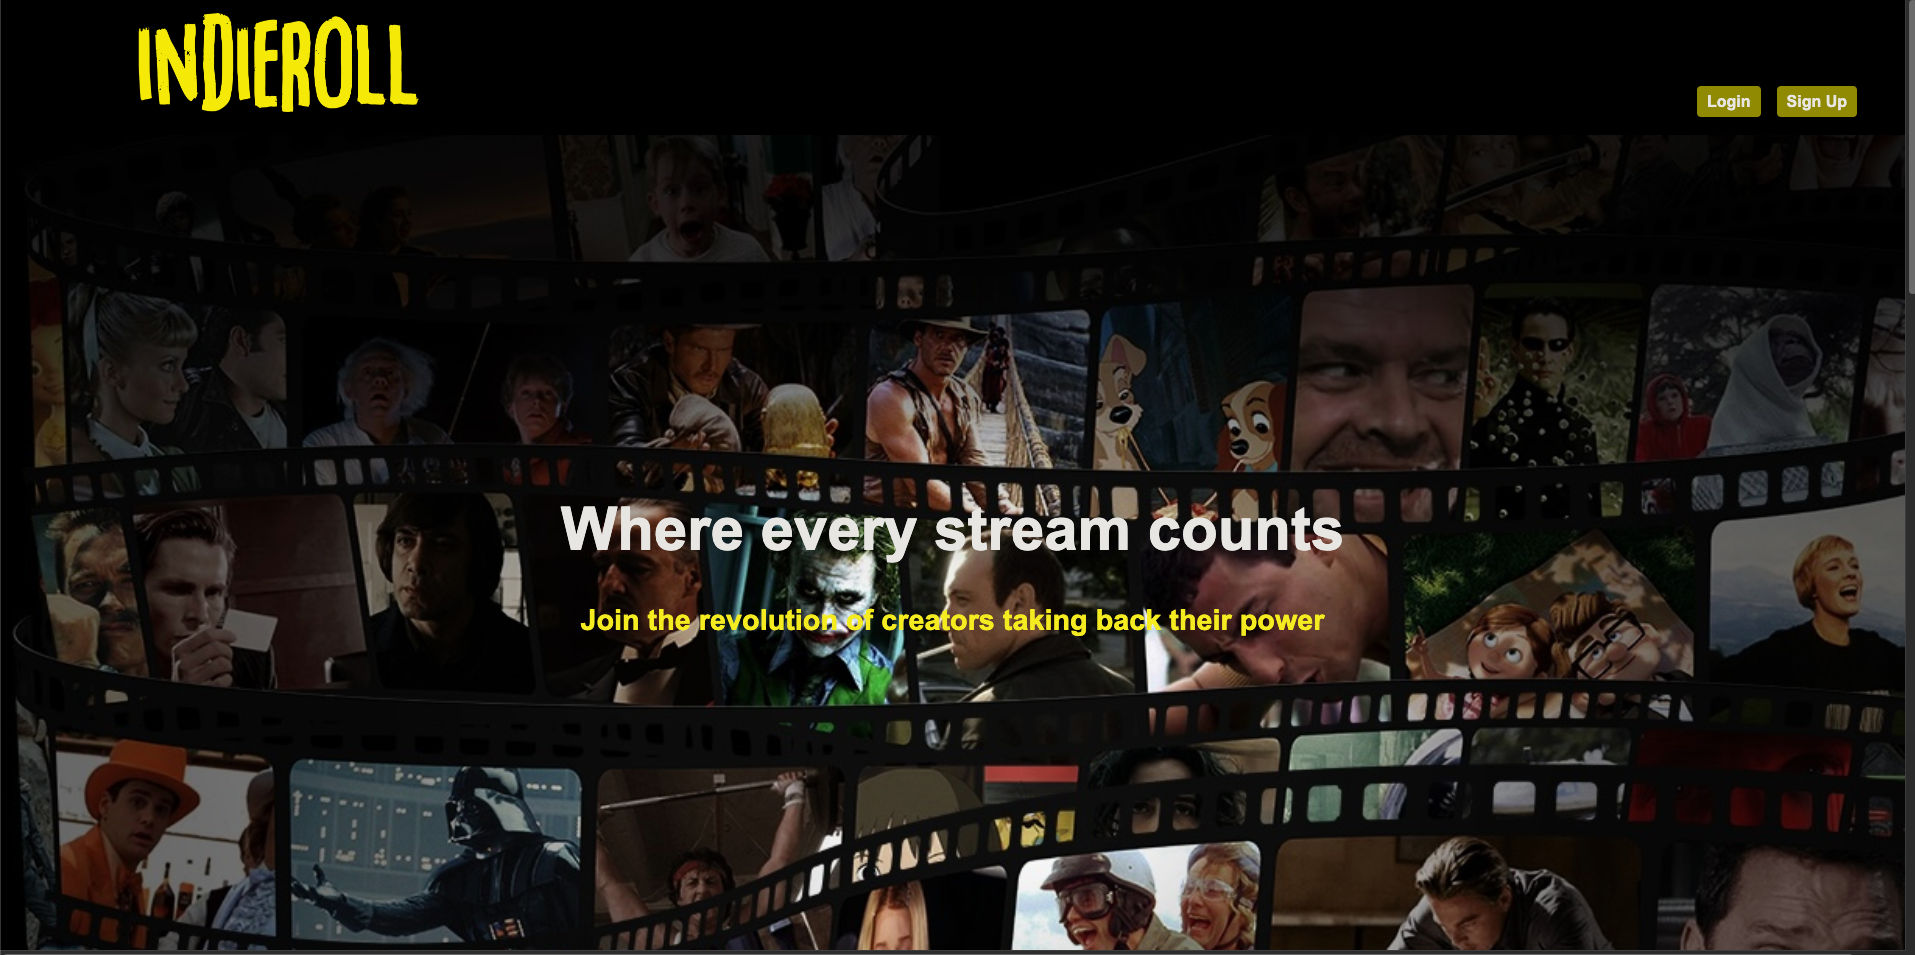 INDIEROLL
Login
Sign Up
Where every stream counts
Join the revolution of creators taking back their power